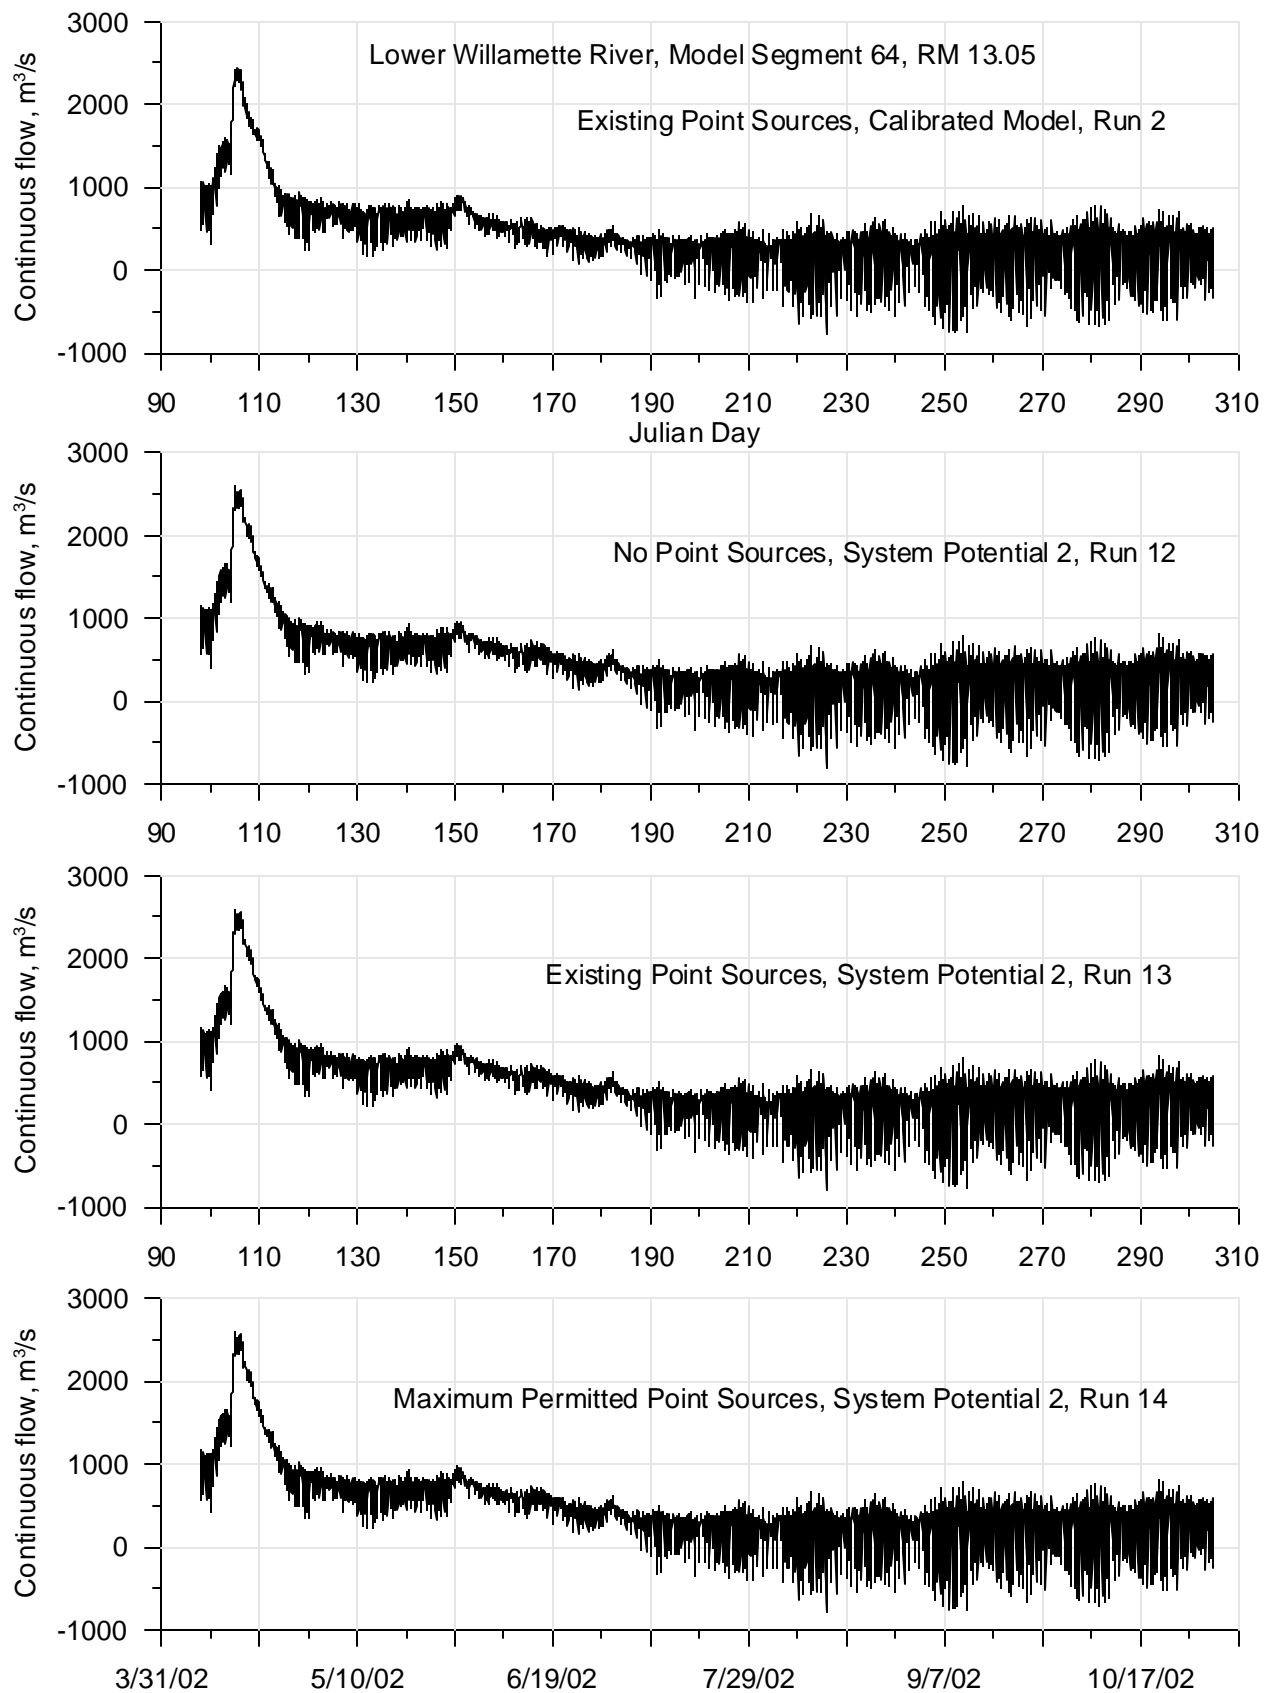 Lower Willamette River, Model Segment 64, RM 13.05
Existing Point Sources, Calibrated Model, Run 2
Continuous flow, m³/s
3000
2000
1000
0
-1000
90 110 130 150 170 190 210 230 250 270 290 310
Julian Day
No Point Sources, System Potential 2, Run 12
Continuous flow, m³/s
3000
2000
1000
0
-1000
90 110 130 150 170 190 210 230 250 270 290 310
Existing Point Sources, System Potential 2, Run 13
Continuous flow, m³/s
3000
2000
1000
0
-1000
90 110 130 150 170 190 210 230 250 270 290 310
Maximum Permitted Point Sources, System Potential 2, Run 14
Continuous flow, m³/s
3000
2000
1000
0
-1000
3/31/02 5/10/02 6/19/02 7/29/02 9/7/02 10/17/02